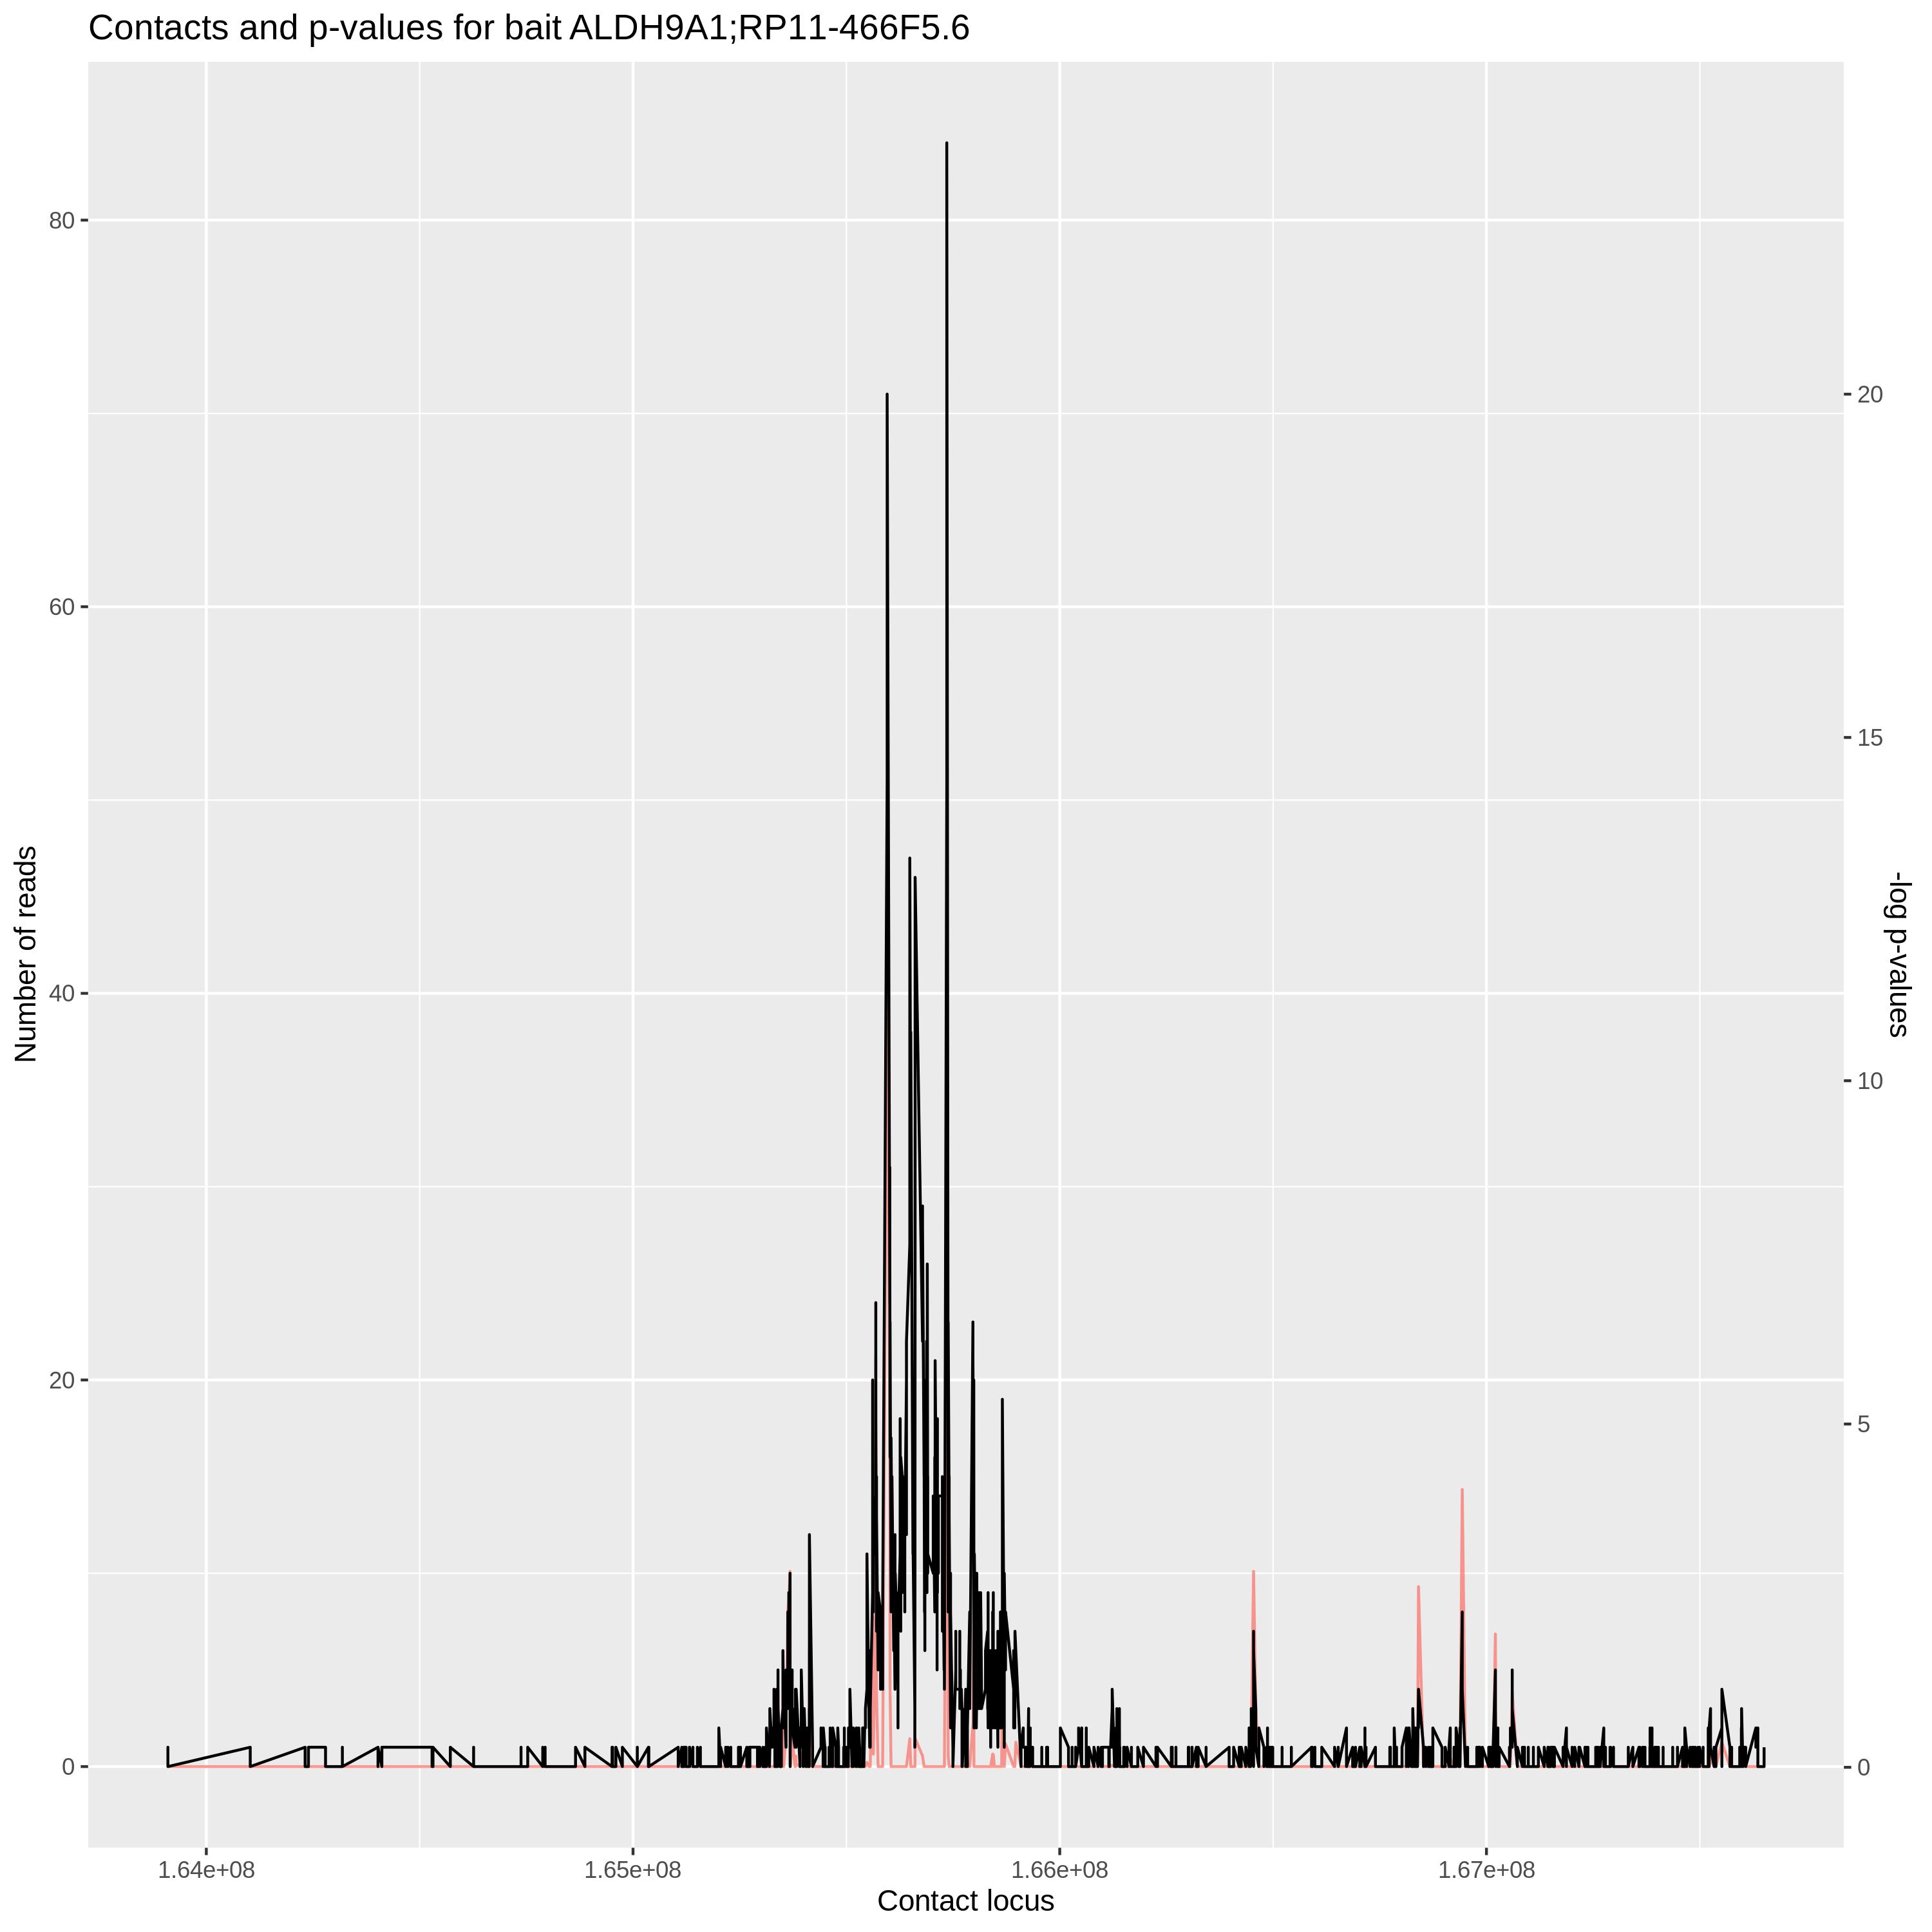 Contacts and p-values for bait ALDH9A1;RP11-466F5.6
80
60
40
20
0
Number of reads
20
15
10
5
0
-log p-values
1.64e+08
1.65e+08
1.66e+08
1.67e+08
Contact locus